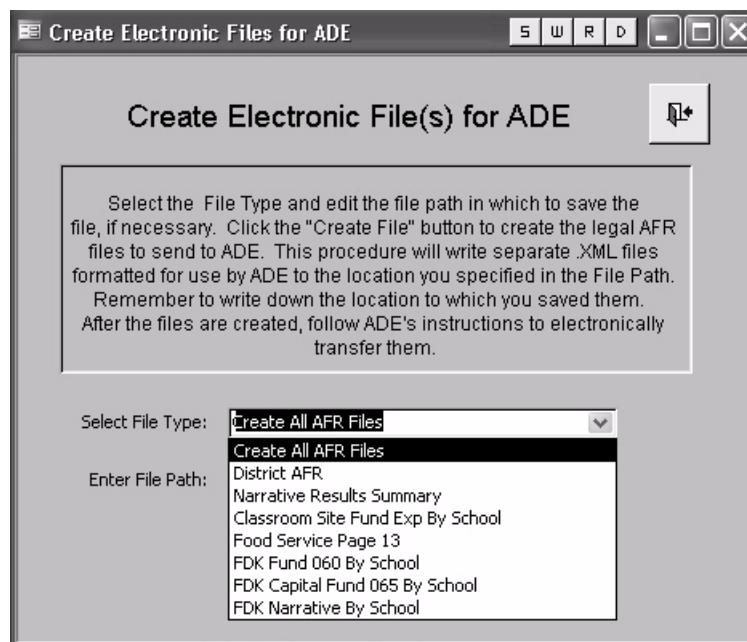 Create Electronic Files for ADE
S W R D
Create Electronic File(s) for ADE
Select the File Type and edit the file path in which to save the
file, if necessary. Click the "Create File" button to create the legal AFR
files to send to ADE. This procedure will write separate .XML files
formatted for use by ADE to the location you specified in the File Path.
Remember to write down the location to which you saved them.
After the files are created, follow ADE's instructions to electronically
transfer them.
Select File Type: Create All AFR Files
Create All AFR Files
Enter File Path:
District AFR
Narrative Results Summary
Classroom Site Fund Exp By School
Food Service Page 13
FDK Fund 060 By School
FDK Capital Fund 065 By School
FDK Narrative By School